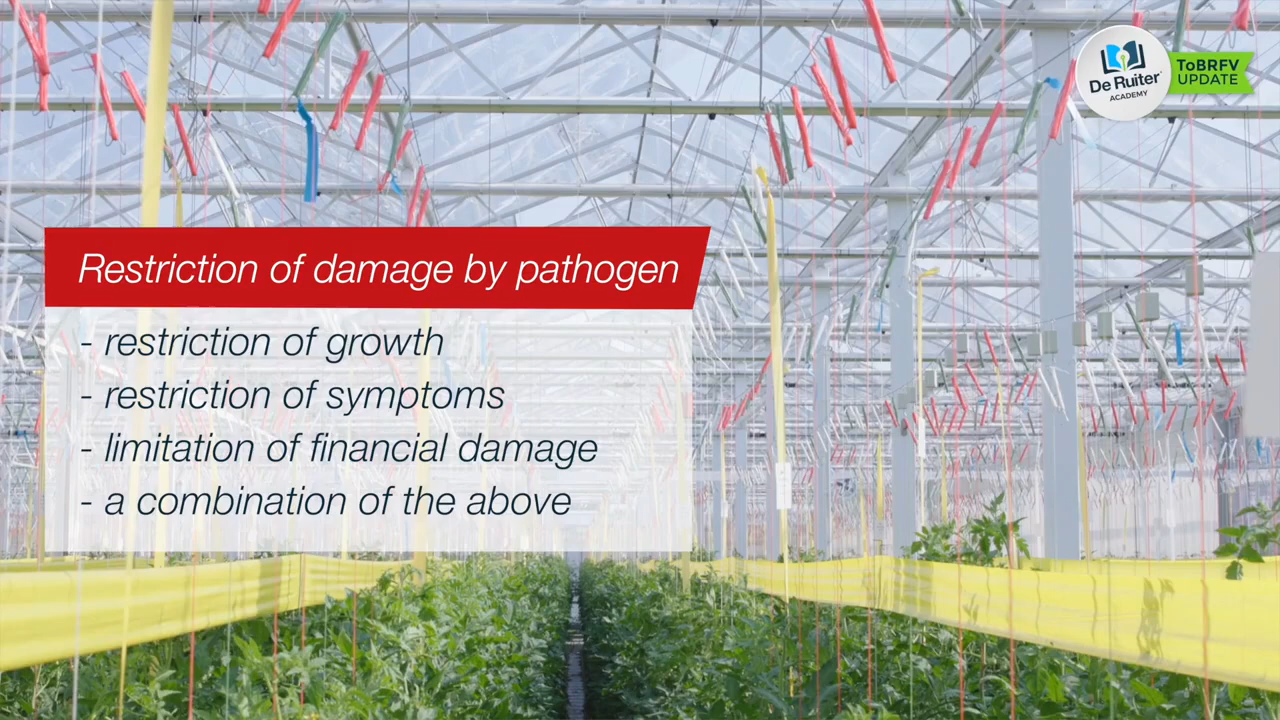 De Ruiter
ACADEMY
ToBRFV
UPDATE
Restriction of damage by pathogen
- restriction of growth
- restriction of symptoms
- limitation of financial damage
- a combination of the above